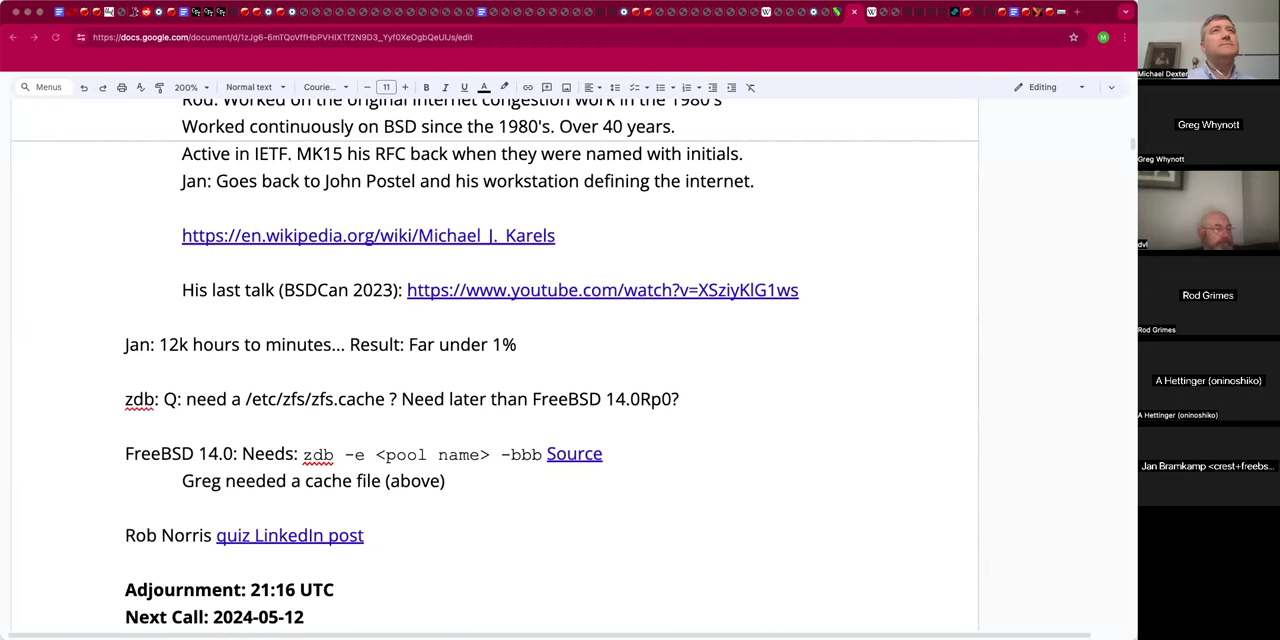 https://docs.google.com/document/d/1zJg6-6mTQoVffHbPVHIXTf2N9D3_Yyf0XeOgbQeUIJs/edit
M
Menus
200%
Normal text
Courie...
11
Editing
Rod: Worked on the original internet congestion work in the 1980's
Worked continuously on BSD since the 1980's. Over 40 years.
Active in IETF. MK15 his RFC back when they were named with initials.
Jan: Goes back to John Postel and his workstation defining the internet.
https://en.wikipedia.org/wiki/Michael_J._Karels
His last talk (BSDCan 2023): https://www.youtube.com/watch?v=XSziyKlG1ws
Jan: 12k hours to minutes... Result: Far under 1%
zdb: Q: need a /etc/zfs/zfs.cache ? Need later than FreeBSD 14.0Rp0?
FreeBSD 14.0: Needs: zdb -e <pool name> -bbb Source
Greg needed a cache file (above)
Rob Norris quiz LinkedIn post
Adjournment: 21:16 UTC
Next Call: 2024-05-12
Michael Dexter
Greg Whynott
Greg Whynott
dvl
Rod Grimes
Rod Grimes
A Hettinger (oninoshiko)
A Hettinger (oninoshiko)
Jan Bramkamp <crest+freebs...